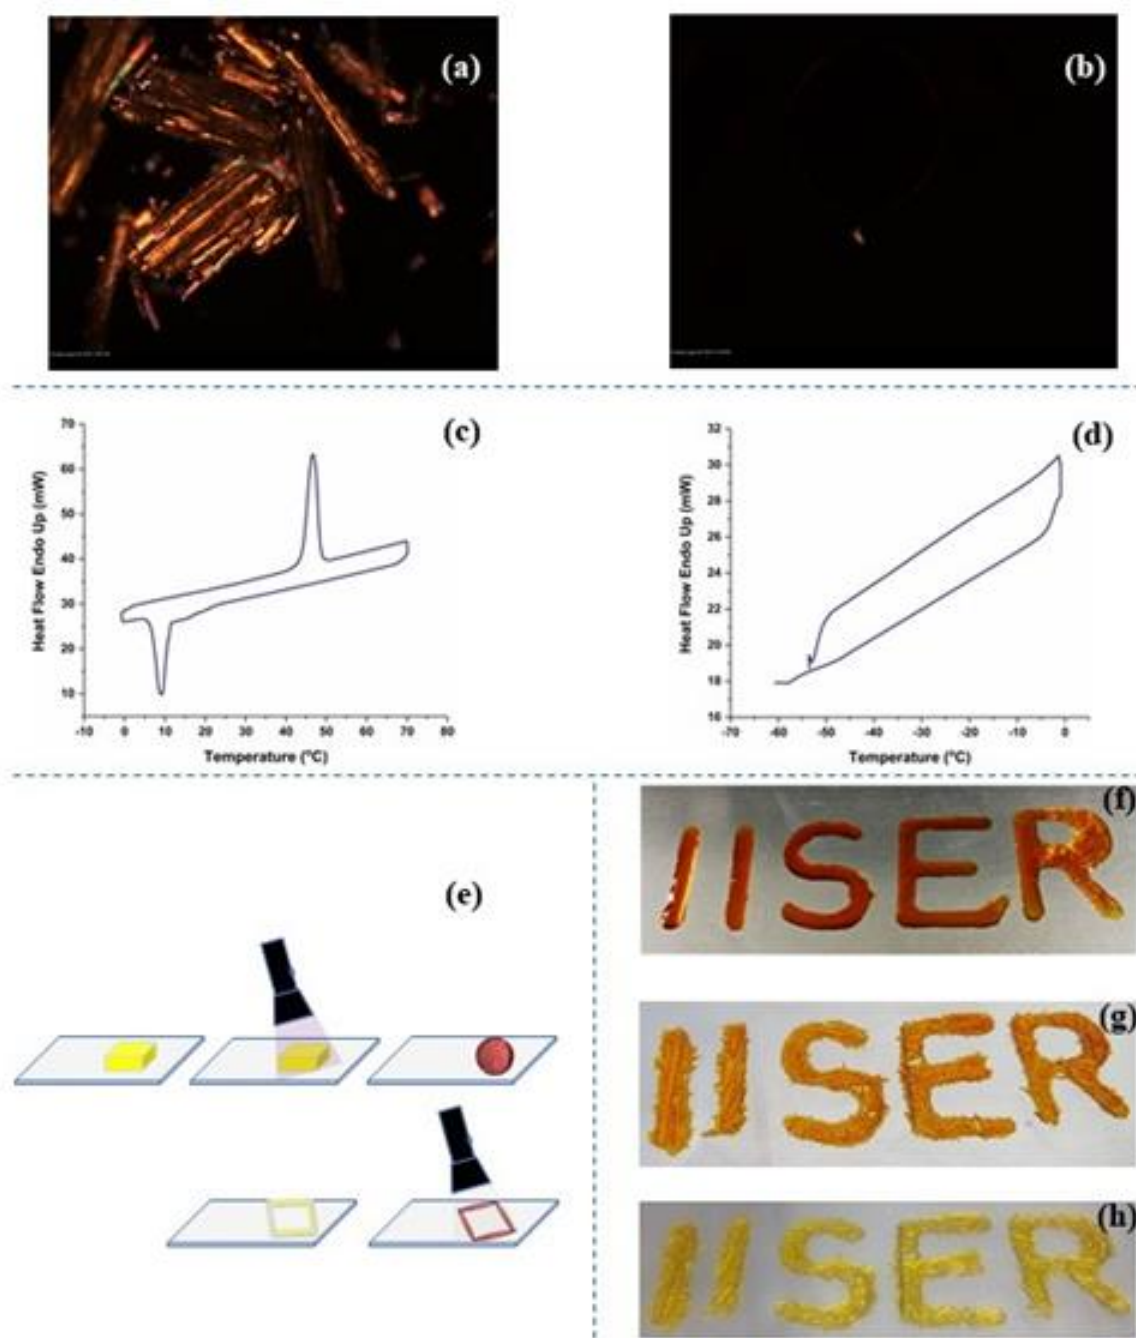 (a)
(b)
(c)
70
60
50
40
30
20
10
Heat Flow Endo Up (mW)
-10 0 10 20 30 40 50 60 70 80
Temperature (°C)
(d)
32
30
28
26
24
22
20
18
16
Heat Flow Endo Up (mW)
-70 -60 -50 -40 -30 -20 -10 0
Temperature (°C)
(e)
(f)
IISER
(g)
IISER
(h)
IISER